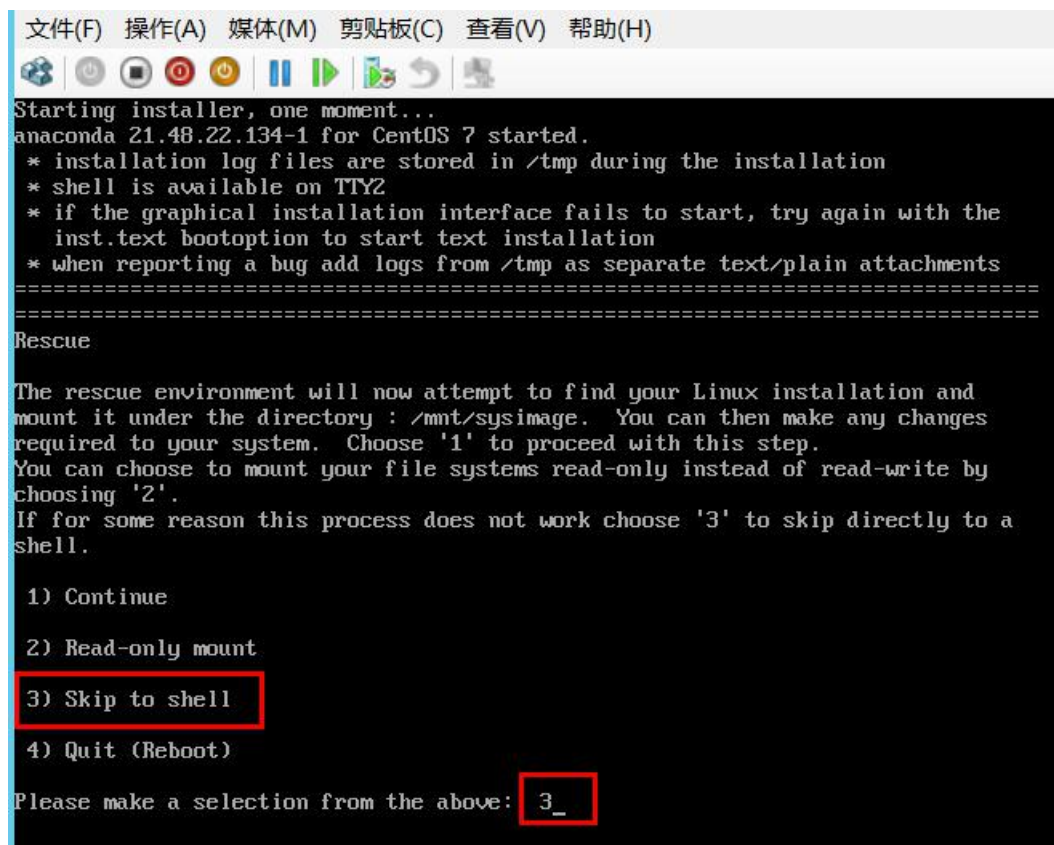 文件(F) 操作(A) 媒体(M) 剪贴板(C) 查看(V) 帮助(H)
Starting installer, one moment...
anaconda 21.48.22.134-1 for CentOS 7 started.
* installation log files are stored in /tmp during the installation
* shell is available on TTY2
* if the graphical installation interface fails to start, try again with the
inst.text bootoption to start text installation
* when reporting a bug add logs from /tmp as separate text/plain attachments
================================================================================
================================================================================
Rescue
The rescue environment will now attempt to find your Linux installation and
mount it under the directory : /mnt/sysimage.  You can then make any changes
required to your system.  Choose '1' to proceed with this step.
You can choose to mount your file systems read-only instead of read-write by
choosing '2'.
If for some reason this process does not work choose '3' to skip directly to a
shell.
1) Continue
2) Read-only mount
3) Skip to shell
4) Quit (Reboot)
Please make a selection from the above:  3_